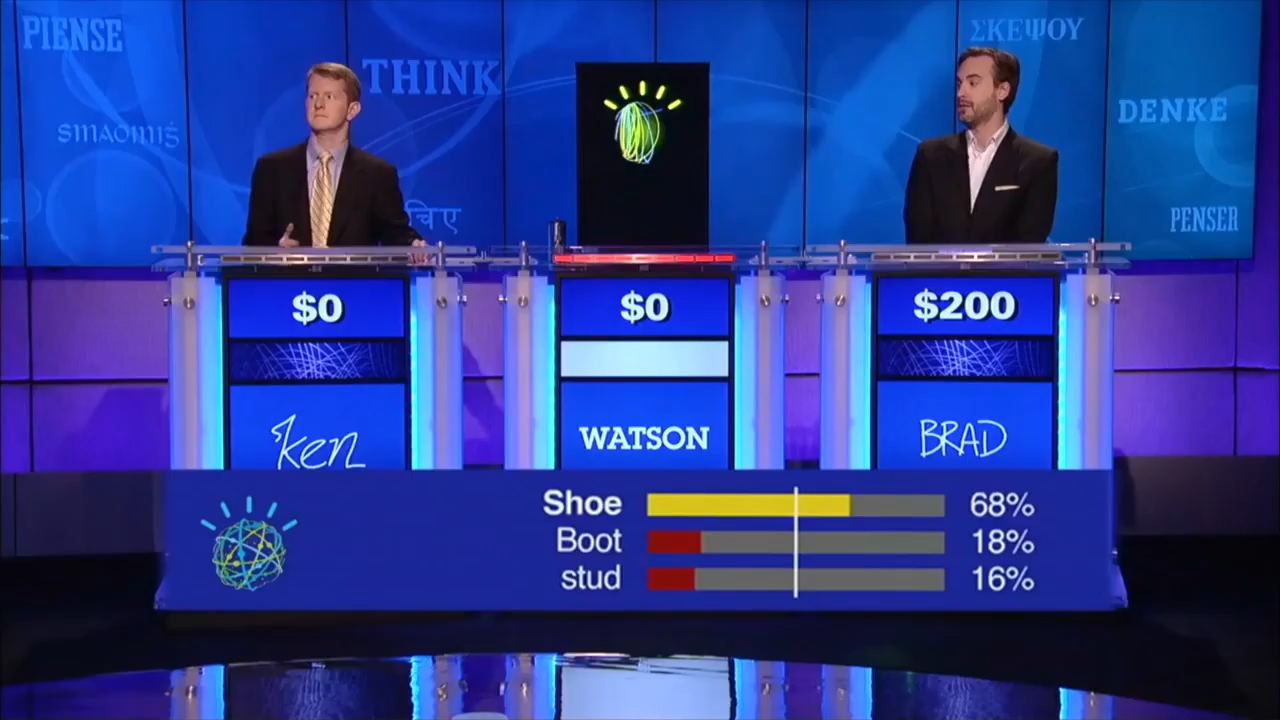 PIENSE
THINK
ΣΚΕΨΟΥ
DENKE
PENSER
$0
$0
$200
Ken
WATSON
BRAD
Shoe 68%
Boot 18%
stud 16%